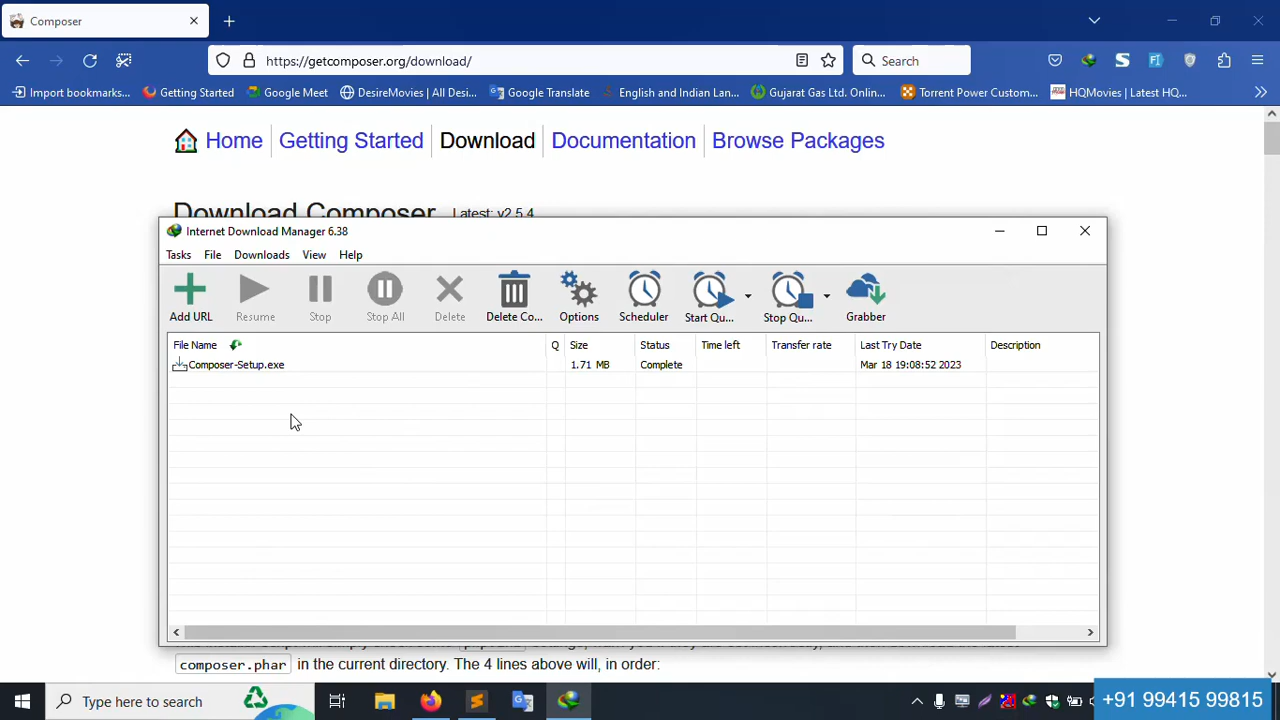 Composer
https://getcomposer.org/download/
Search
Import bookmarks...
Getting Started
Google Meet
DesireMovies | All Desi...
Google Translate
English and Indian Lan...
Gujarat Gas Ltd. Onlin...
Torrent Power Custom...
HQMovies | Latest HQ...
Home
Getting Started
Download
Documentation
Browse Packages
Download Composer Latest: v2.5.4
Internet Download Manager 6.38
Tasks File Downloads View Help
Add URL
Resume
Stop
Stop All
Delete
Delete Co...
Options
Scheduler
Start Qu...
Stop Qu...
Grabber
File Name Q Size Status Time left Transfer rate Last Try Date Description
Composer-Setup.exe 1.71 MB Complete Mar 18 19:08:52 2023
composer.phar in the current directory. The 4 lines above will, in order:
Type here to search
+91 99415 99815